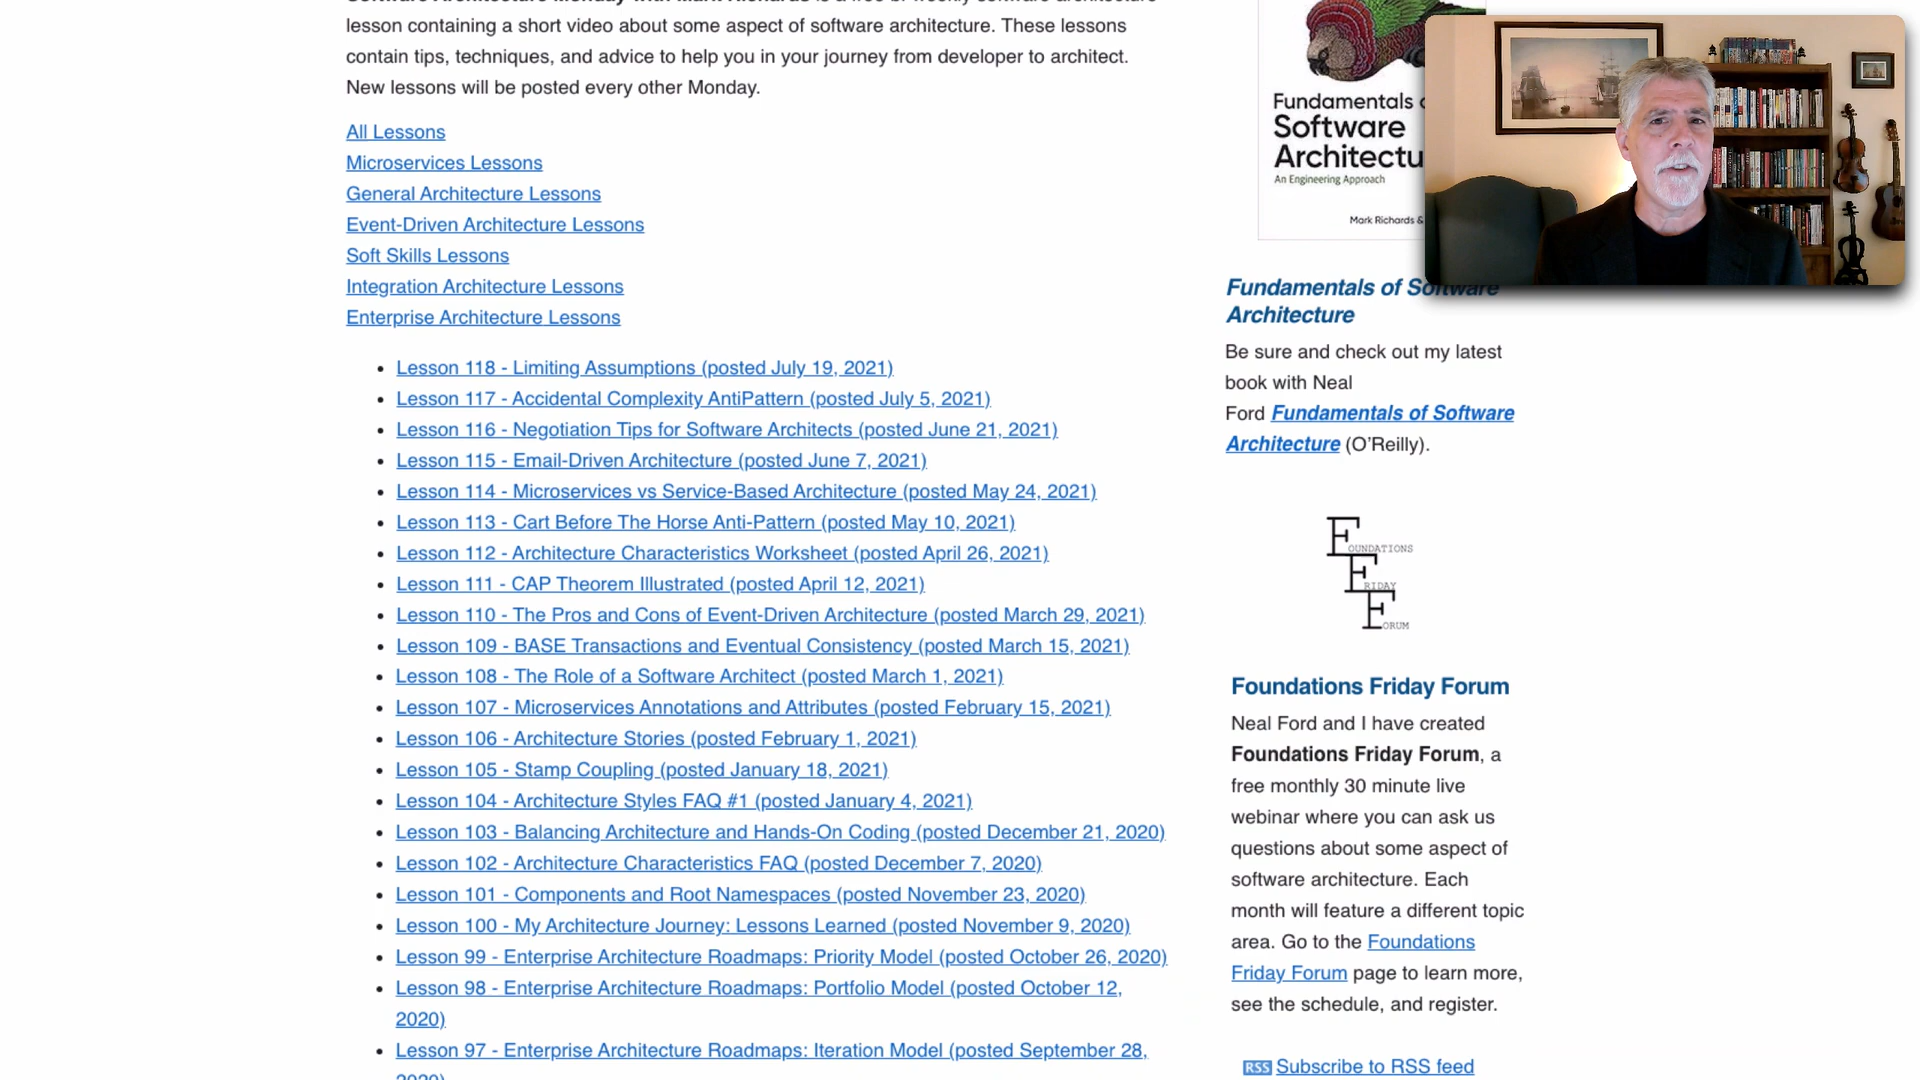 lesson containing a short video about some aspect of software architecture. These lessons
contain tips, techniques, and advice to help you in your journey from developer to architect.
New lessons will be posted every other Monday.
All Lessons
Microservices Lessons
General Architecture Lessons
Event-Driven Architecture Lessons
Soft Skills Lessons
Integration Architecture Lessons
Enterprise Architecture Lessons
Lesson 118 - Limiting Assumptions (posted July 19, 2021)
Lesson 117 - Accidental Complexity AntiPattern (posted July 5, 2021)
Lesson 116 - Negotiation Tips for Software Architects (posted June 21, 2021)
Lesson 115 - Email-Driven Architecture (posted June 7, 2021)
Lesson 114 - Microservices vs Service-Based Architecture (posted May 24, 2021)
Lesson 113 - Cart Before The Horse Anti-Pattern (posted May 10, 2021)
Lesson 112 - Architecture Characteristics Worksheet (posted April 26, 2021)
Lesson 111 - CAP Theorem Illustrated (posted April 12, 2021)
Lesson 110 - The Pros and Cons of Event-Driven Architecture (posted March 29, 2021)
Lesson 109 - BASE Transactions and Eventual Consistency (posted March 15, 2021)
Lesson 108 - The Role of a Software Architect (posted March 1, 2021)
Lesson 107 - Microservices Annotations and Attributes (posted February 15, 2021)
Lesson 106 - Architecture Stories (posted February 1, 2021)
Lesson 105 - Stamp Coupling (posted January 18, 2021)
Lesson 104 - Architecture Styles FAQ #1 (posted January 4, 2021)
Lesson 103 - Balancing Architecture and Hands-On Coding (posted December 21, 2020)
Lesson 102 - Architecture Characteristics FAQ (posted December 7, 2020)
Lesson 101 - Components and Root Namespaces (posted November 23, 2020)
Lesson 100 - My Architecture Journey: Lessons Learned (posted November 9, 2020)
Lesson 99 - Enterprise Architecture Roadmaps: Priority Model (posted October 26, 2020)
Lesson 98 - Enterprise Architecture Roadmaps: Portfolio Model (posted October 12,
2020)
Lesson 97 - Enterprise Architecture Roadmaps: Iteration Model (posted September 28,
Fundamentals
Software
Architectu
An Engineering Approach
Mark Richards &
Fundamentals of Software
Architecture
Be sure and check out my latest
book with Neal
Ford Fundamentals of Software
Architecture (O'Reilly).
FOUNDATIONS
FRIDAY
FORUM
Foundations Friday Forum
Neal Ford and I have created
Foundations Friday Forum, a
free monthly 30 minute live
webinar where you can ask us
questions about some aspect of
software architecture. Each
month will feature a different topic
area. Go to the Foundations
Friday Forum page to learn more,
see the schedule, and register.
RSS Subscribe to RSS feed